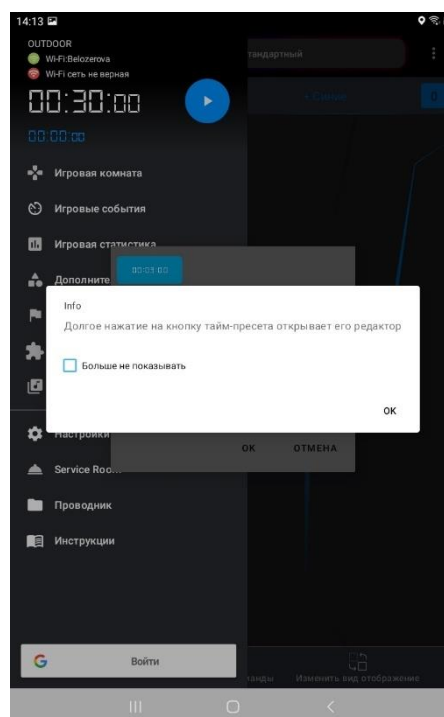 14:13
OUTDOOR
Wi-Fi:Belozerova
Wi-Fi сеть не верная
00:30:00
00:00:00
тандартный
Игровая комната
Игровые события
Игровая статистика
Дополните
00:03:00
Info
Долгое нажатие на кнопку тайм-пресета открывает его редактор
Больше не показывать
OK
Настройки
OK ОТМЕНА
Service Roo
Проводник
Инструкции
G Войти
Изменить вид отображение